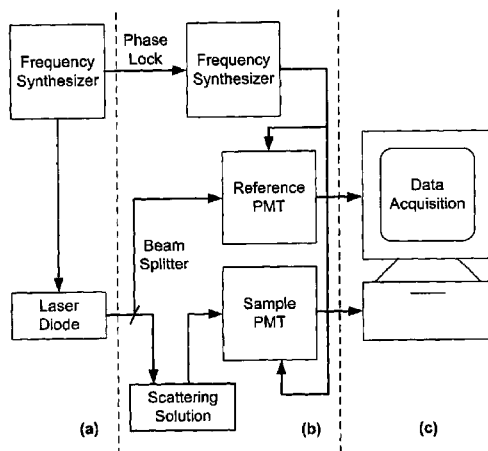 Frequency
Synthesizer
Phase
Lock
Frequency
Synthesizer
Reference
PMT
Data
Acquisition
Beam
Splitter
Laser
Diode
Sample
PMT
Scattering
Solution
(a)
(b)
(c)